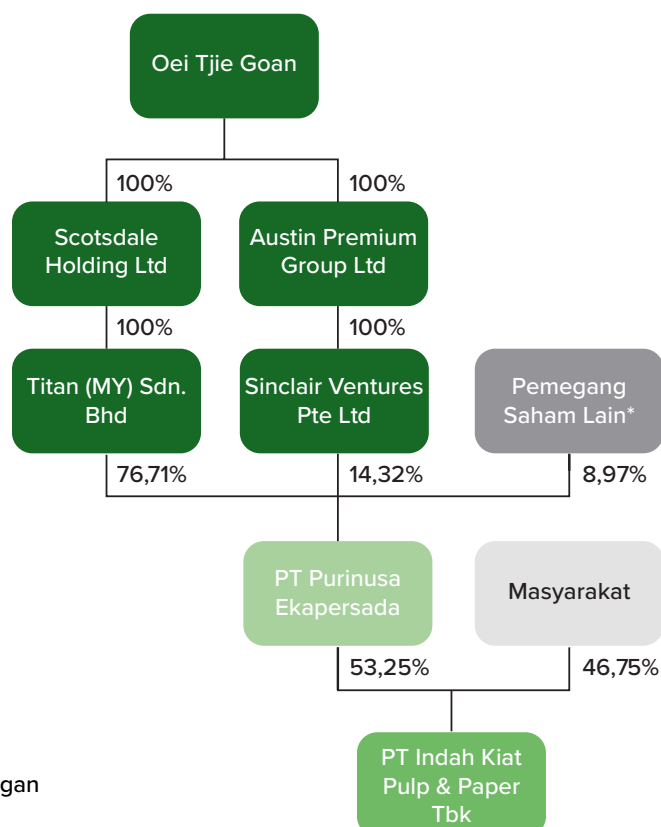 Oei Tjie Goan
100%
100%
Scotsdale
Holding Ltd
Austin Premium
Group Ltd
100%
100%
Titan (MY) Sdn.
Bhd
Sinclair Ventures
Pte Ltd
Pemegang
Saham Lain*
76,71%
14,32%
8,97%
PT Purinusa
Ekapersada
Masyarakat
53,25%
46,75%
PT Indah Kiat
Pulp & Paper
Tbk
gan